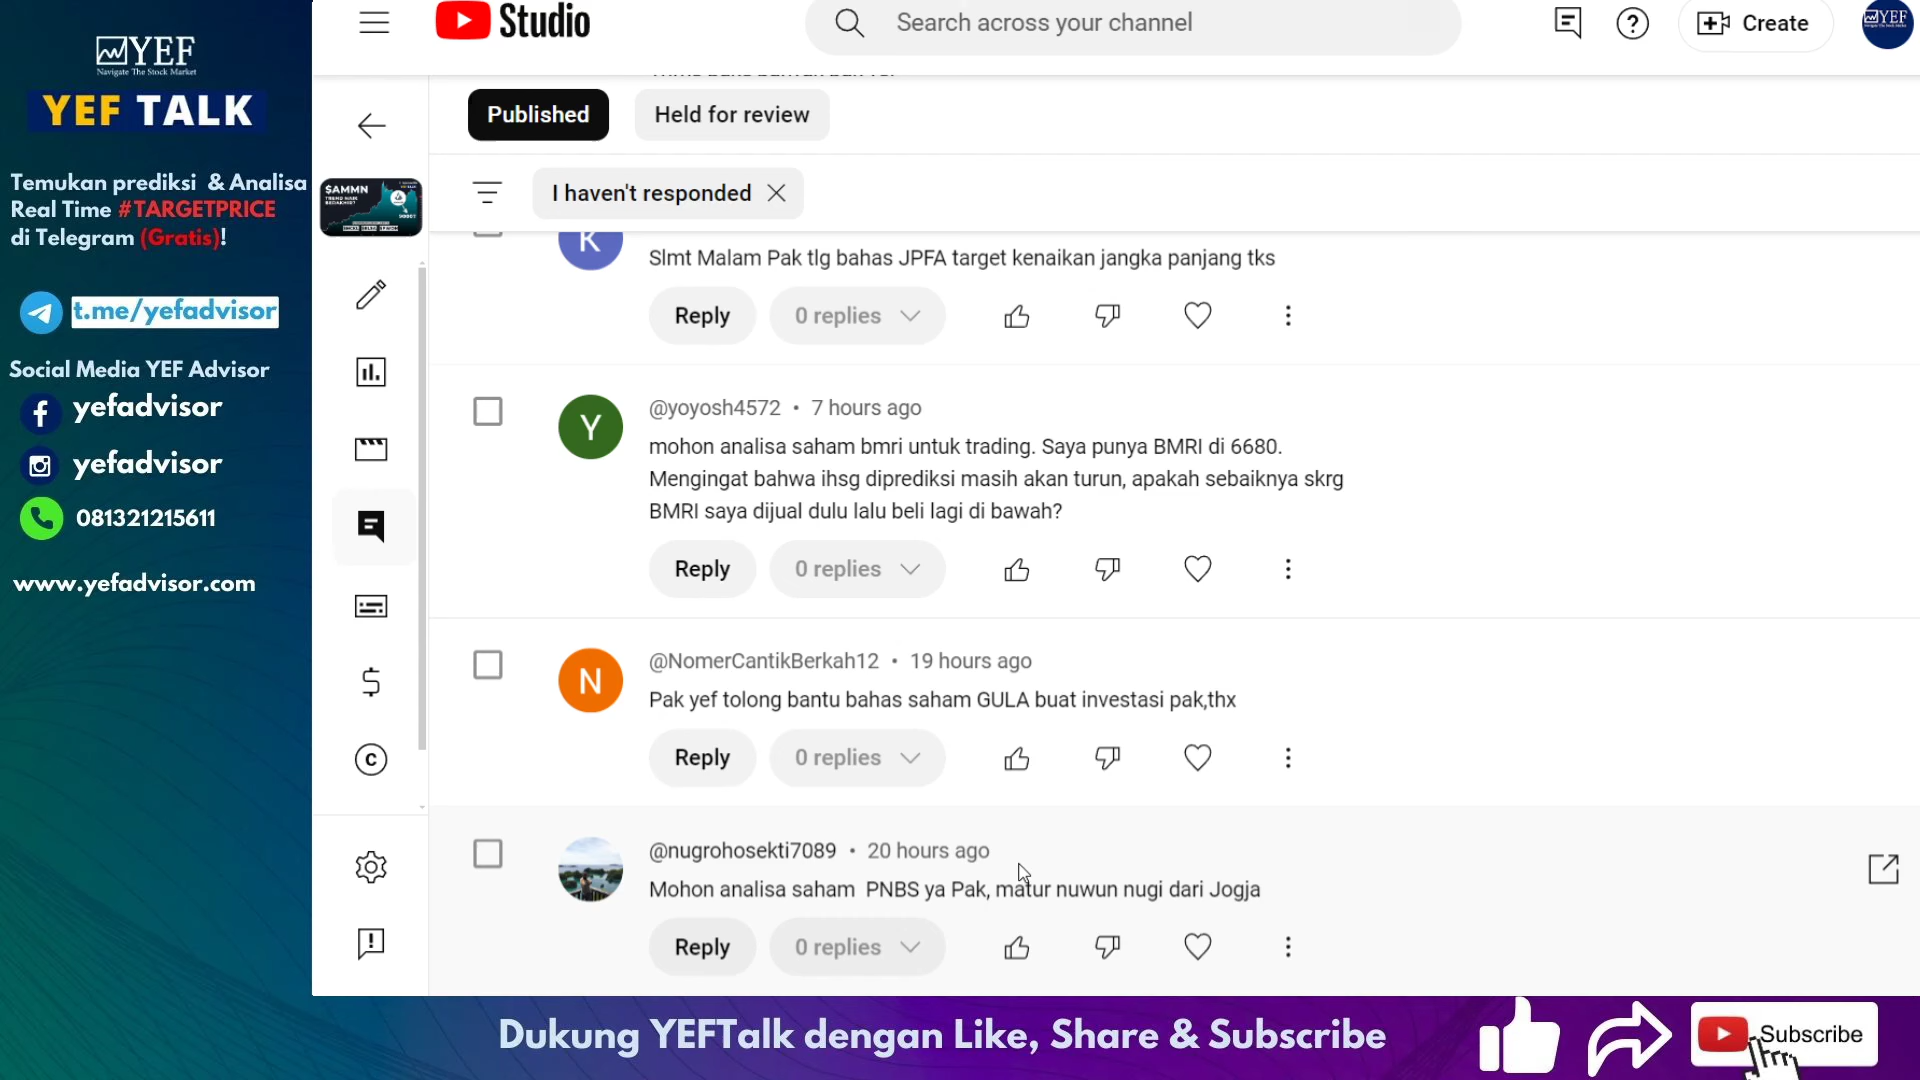 YEF
Navigate The Stock Market
YEF TALK
Temukan prediksi & Analisa
Real Time #TARGETPRICE
di Telegram (Gratis)!
t.me/yefadvisor
Social Media YEF Advisor
yefadvisor
yefadvisor
081321215611
www.yefadvisor.com
Studio
Search across your channel
Create
YEF
Published
Held for review
I haven't responded
$AMMN
K
Slmt Malam Pak tlg bahas JPFA target kenaikan jangka panjang tks
Reply
0 replies
Y
@yoyosh4572 • 7 hours ago
mohon analisa saham bmri untuk trading. Saya punya BMRI di 6680.
Mengingat bahwa ihsg diprediksi masih akan turun, apakah sebaiknya skrg
BMRI saya dijual dulu lalu beli lagi di bawah?
Reply
0 replies
N
@NomerCantikBerkah12 • 19 hours ago
Pak yef tolong bantu bahas saham GULA buat investasi pak,thx
Reply
0 replies
@nugrohosekti7089 • 20 hours ago
Mohon analisa saham  PNBS ya Pak, matur nuwun nugi dari Jogja
Reply
0 replies
Dukung YEFTalk dengan Like, Share & Subscribe
Subscribe